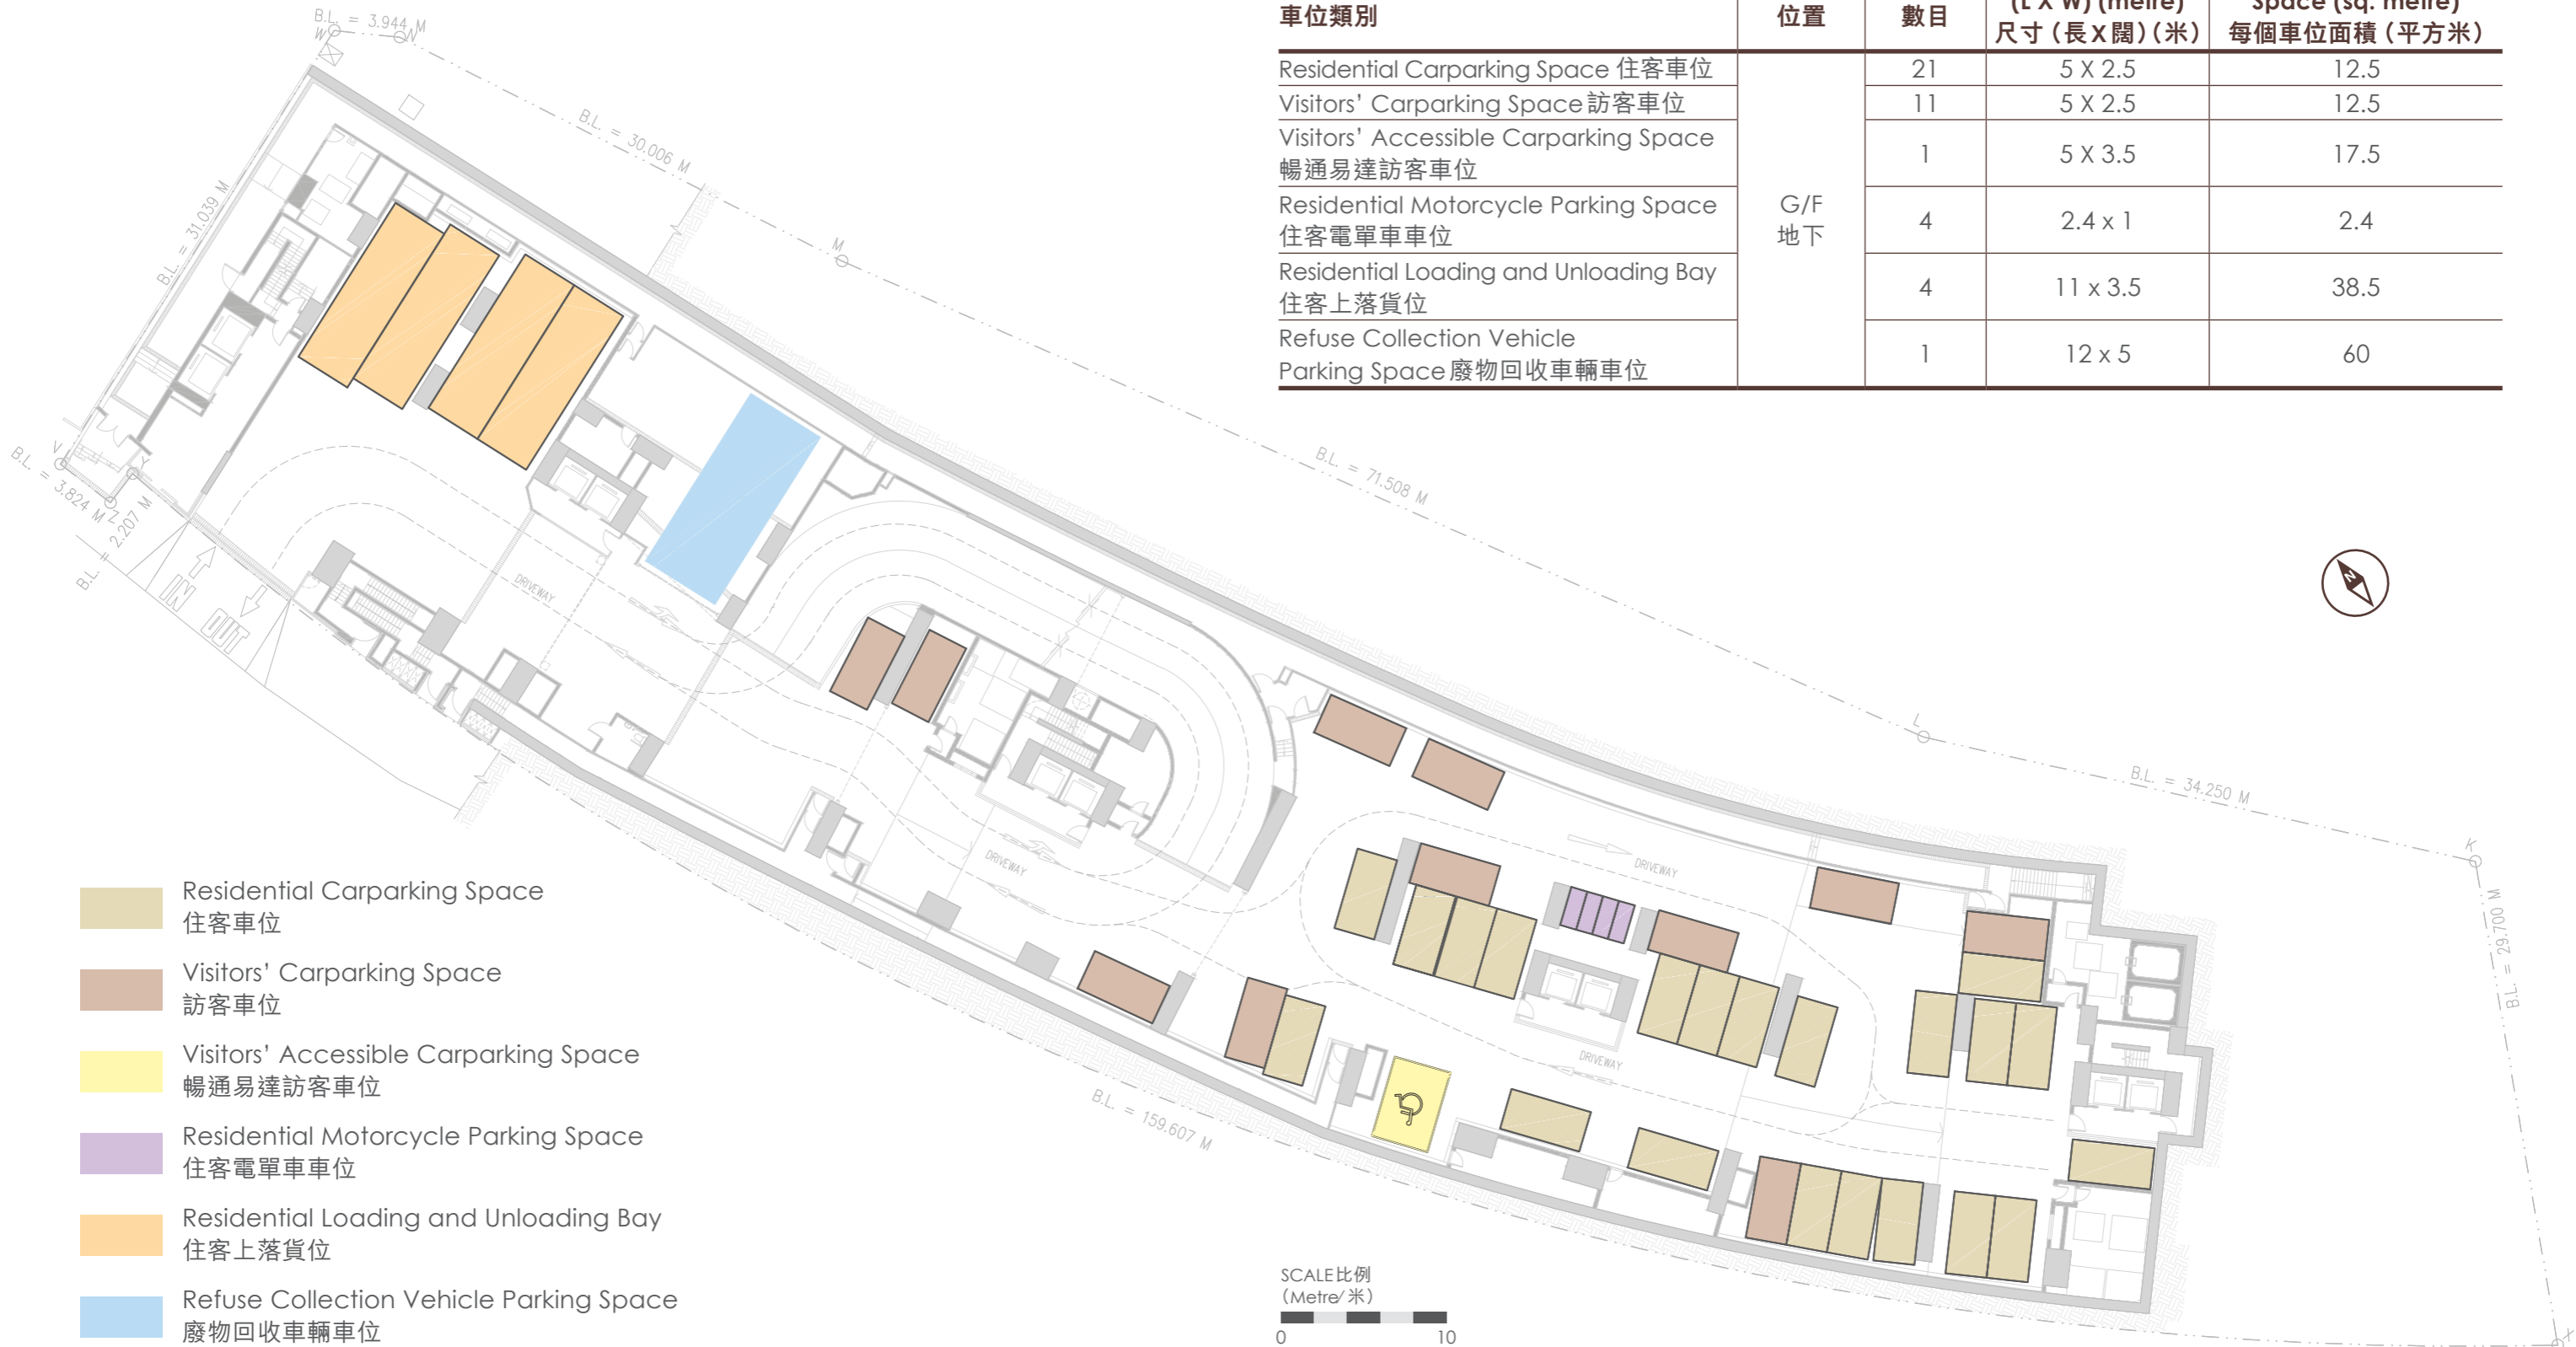 (L X W) (metre)
Space (sq. metre)
車位類別
位置
數目
尺寸(長X闊)(米)
每個車位面積(平方米)
Residential Carparking Space 住客車位
21
5 X 2.5
12.5
Visitors' Carparking Space 訪客車位
11
5 X 2.5
12.5
Visitors' Accessible Carparking Space
暢通易達訪客車位
1
5 X 3.5
17.5
Residential Motorcycle Parking Space
住客電單車車位
4
2.4 x 1
2.4
G/F
地下
Residential Loading and Unloading Bay
住客上落貨位
4
11 x 3.5
38.5
Refuse Collection Vehicle
Parking Space 廢物回收車輛車位
1
12 x 5
60
B.L. = 3.944 M
W
N
B.L. = 30.006 M
M
B.L. = 31.039 M
B.L. = 71.508 M
V
Y
Z
B.L. = 3.824 M
B.L. = 2.207 M
IN
OUT
DRIVEWAY
N
L
B.L. = 34.250 M
K
B.L. = 29.700 M
DRIVEWAY
DRIVEWAY
DRIVEWAY
B.L. = 159.607 M
X
Residential Carparking Space
住客車位
Visitors' Carparking Space
訪客車位
Visitors' Accessible Carparking Space
暢通易達訪客車位
Residential Motorcycle Parking Space
住客電單車車位
Residential Loading and Unloading Bay
住客上落貨位
Refuse Collection Vehicle Parking Space
廢物回收車輛車位
SCALE比例
(Metre/米)
0
10